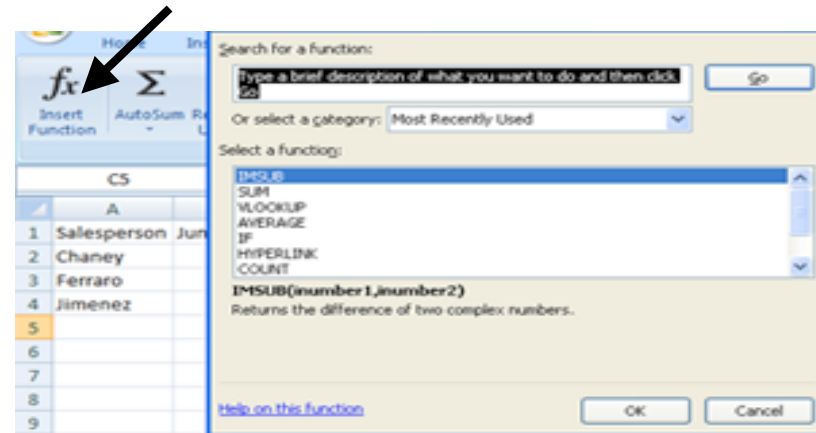 Home Ins
Search for a function:
Type a brief description of what you want to do and then click
Go
Go
fx Σ
Insert AutoSum Re
Function U
Or select a category: Most Recently Used
Select a function:
IMSUB
SUM
VLOOKUP
AVERAGE
IF
HYPERLINK
COUNT
C5
A
1 Salesperson Jun
2 Chaney
3 Ferraro
4 Jimenez
5
6
7
8
9
IMSUB(inumber1,inumber2)
Returns the difference of two complex numbers.
Help on this function
OK Cancel